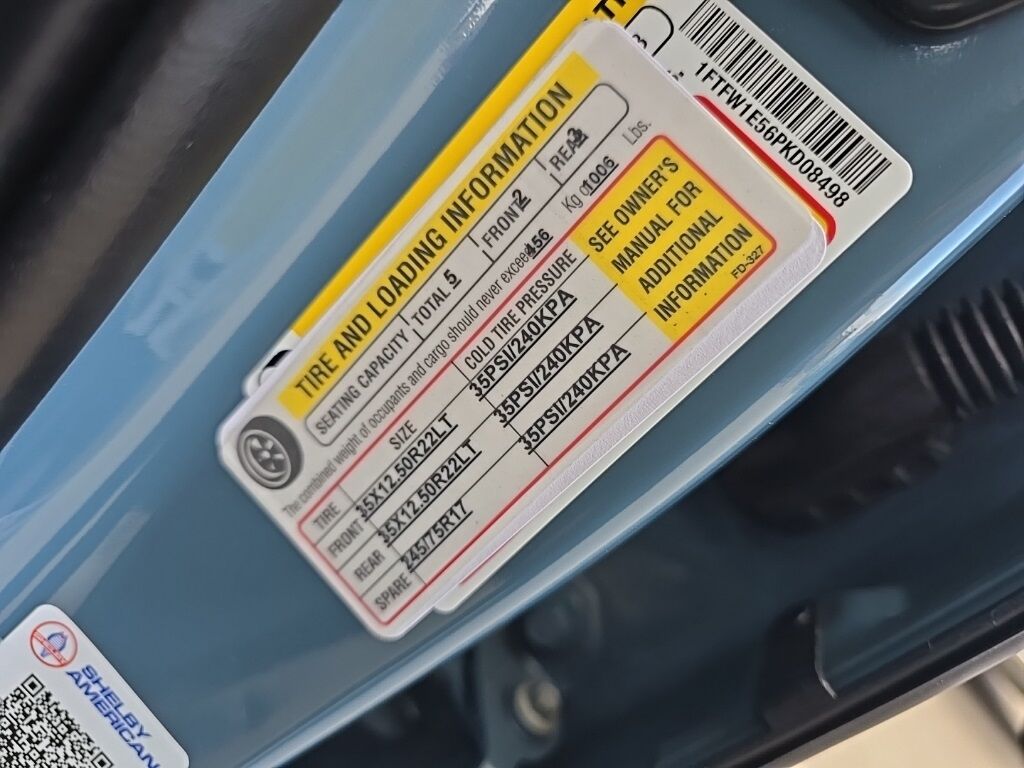 1FTFW1E56PKD08498
TIRE AND LOADING INFORMATION
SEATING CAPACITY TOTAL 5 FRONT 2 REAR 3
The combined weight of occupants and cargo should never exceed 456 Kg or 1006 Lbs.
TIRE SIZE COLD TIRE PRESSURE
FRONT 35X12.50R22LT 35PSI/240KPA
REAR 35X12.50R22LT 35PSI/240KPA
SPARE 245/75R17 35PSI/240KPA
SEE OWNER'S
MANUAL FOR
ADDITIONAL
INFORMATION
FD-327
SHELBY
AMERICAN